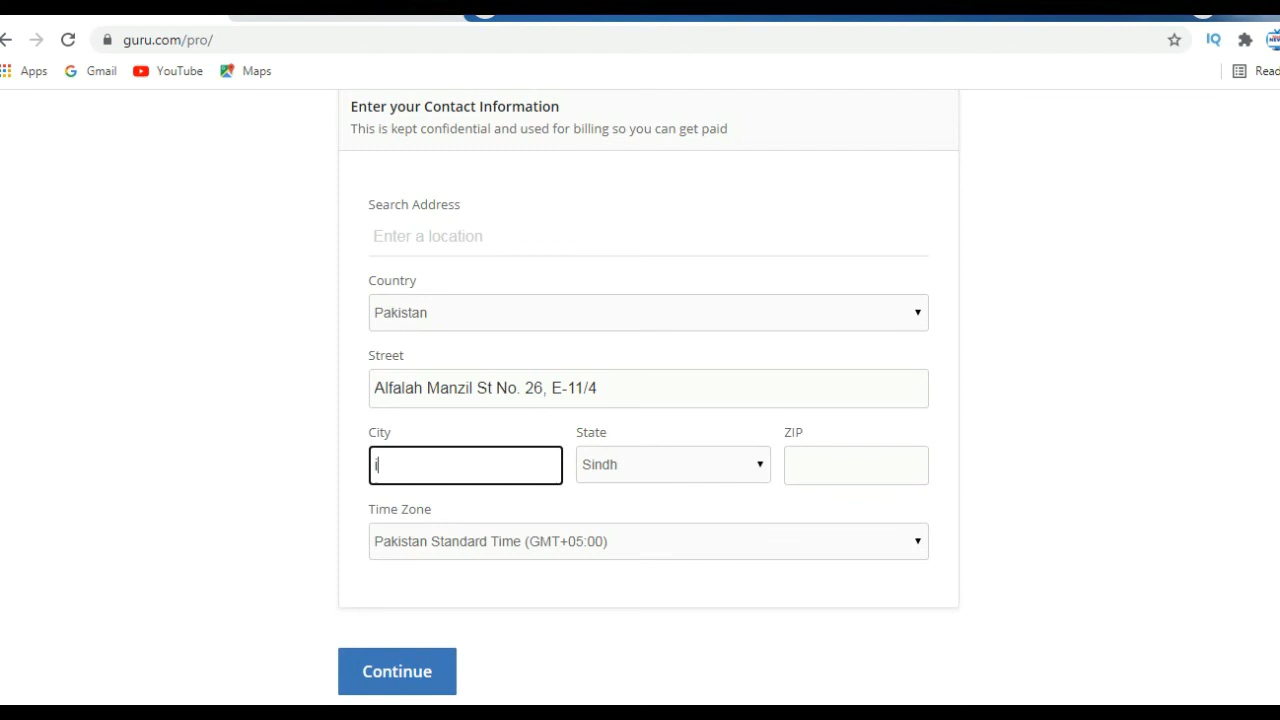 guru.com/pro/
IQ
NEW
Apps Gmail YouTube Maps Read
Enter your Contact Information
This is kept confidential and used for billing so you can get paid
Search Address
Enter a location
Country
Pakistan
Street
Alfalah Manzil St No. 26, E-11/4
City State ZIP
i Sindh
Time Zone
Pakistan Standard Time (GMT+05:00)
Continue